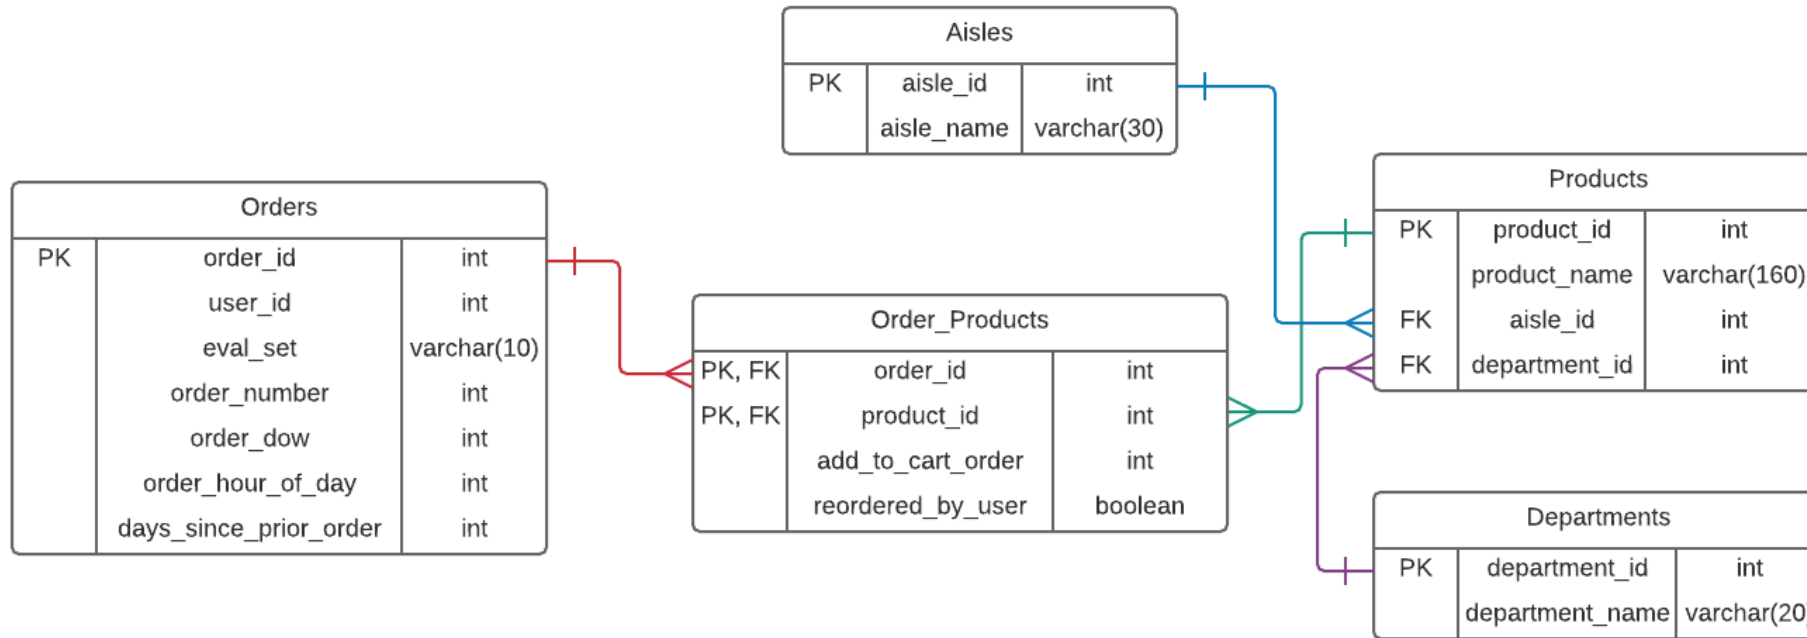 Aisles
PK aisle_id int
aisle_name varchar(30)
Orders
PK order_id int
user_id int
eval_set varchar(10)
order_number int
order_dow int
order_hour_of_day int
days_since_prior_order int
Order_Products
PK, FK order_id int
PK, FK product_id int
add_to_cart_order int
reordered_by_user boolean
Products
PK product_id int
product_name varchar(160)
FK aisle_id int
FK department_id int
Departments
PK department_id int
department_name varchar(20